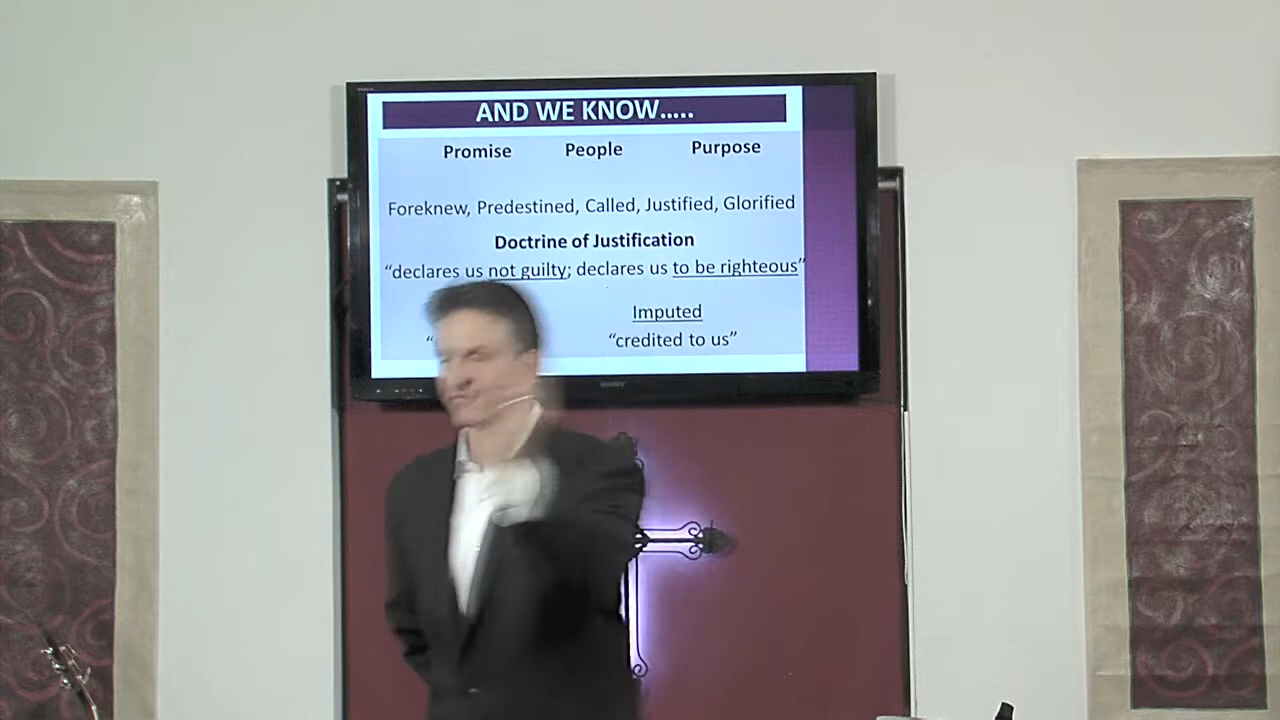 AND WE KNOW.....
Promise People Purpose
Foreknew, Predestined, Called, Justified, Glorified
Doctrine of Justification
“declares us not guilty; declares us to be righteous”
Imputed
“credited to us”
SONY